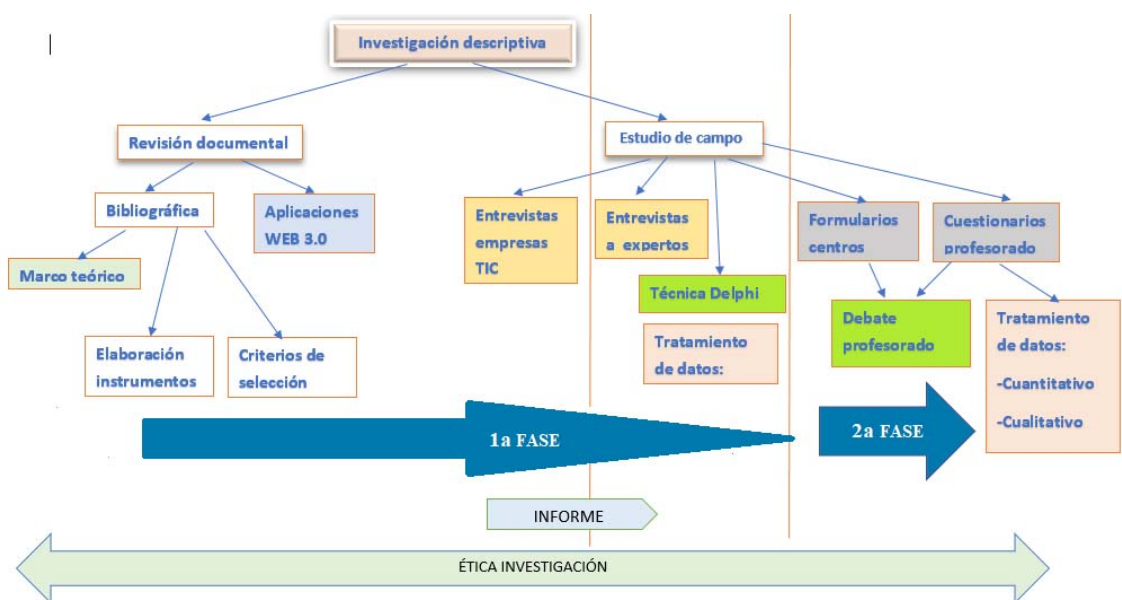 Investigación descriptiva
Revisión documental
Estudio de campo
Bibliográfica
Aplicaciones
WEB 3.0
Entrevistas
empresas
TIC
Entrevistas
a expertos
Formularios
centros
Cuestionarios
profesorado
Marco teórico
Técnica Delphi
Elaboración
instrumentos
Criterios de
selección
Tratamiento
de datos:
Debate
profesorado
Tratamiento
de datos:
-Cuantitativo
-Cualitativo
1a FASE
2a FASE
INFORME
ÉTICA INVESTIGACIÓN